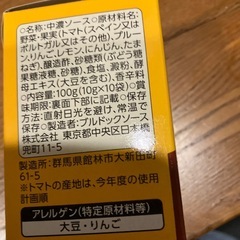 ●名称●中濃ソース●原材料名●
野菜・果実(トマト(スペイン又は
ポルトガル又はその他)、プルー
ン、りんご、レモン、にんじん、たま
ねぎ)、醸造酢、砂糖類(ぶどう糖
果糖液糖、砂糖)、食塩、澱粉、酵
母エキス(大豆を含む)、香辛料
●内容量●100g(10g×10袋)●賞
味期限●裏面下部に記載●保存
方法●直射日光を避け、常温で
保存●製造者●ブルドックソース
株式会社 東京都中央区日本橋
兜町11-5
製造所:群馬県館林市大新田町
61-5
※トマトの産地は、今年度の使用
計画順
アレルゲン(特定原材料等)
大豆・りんご